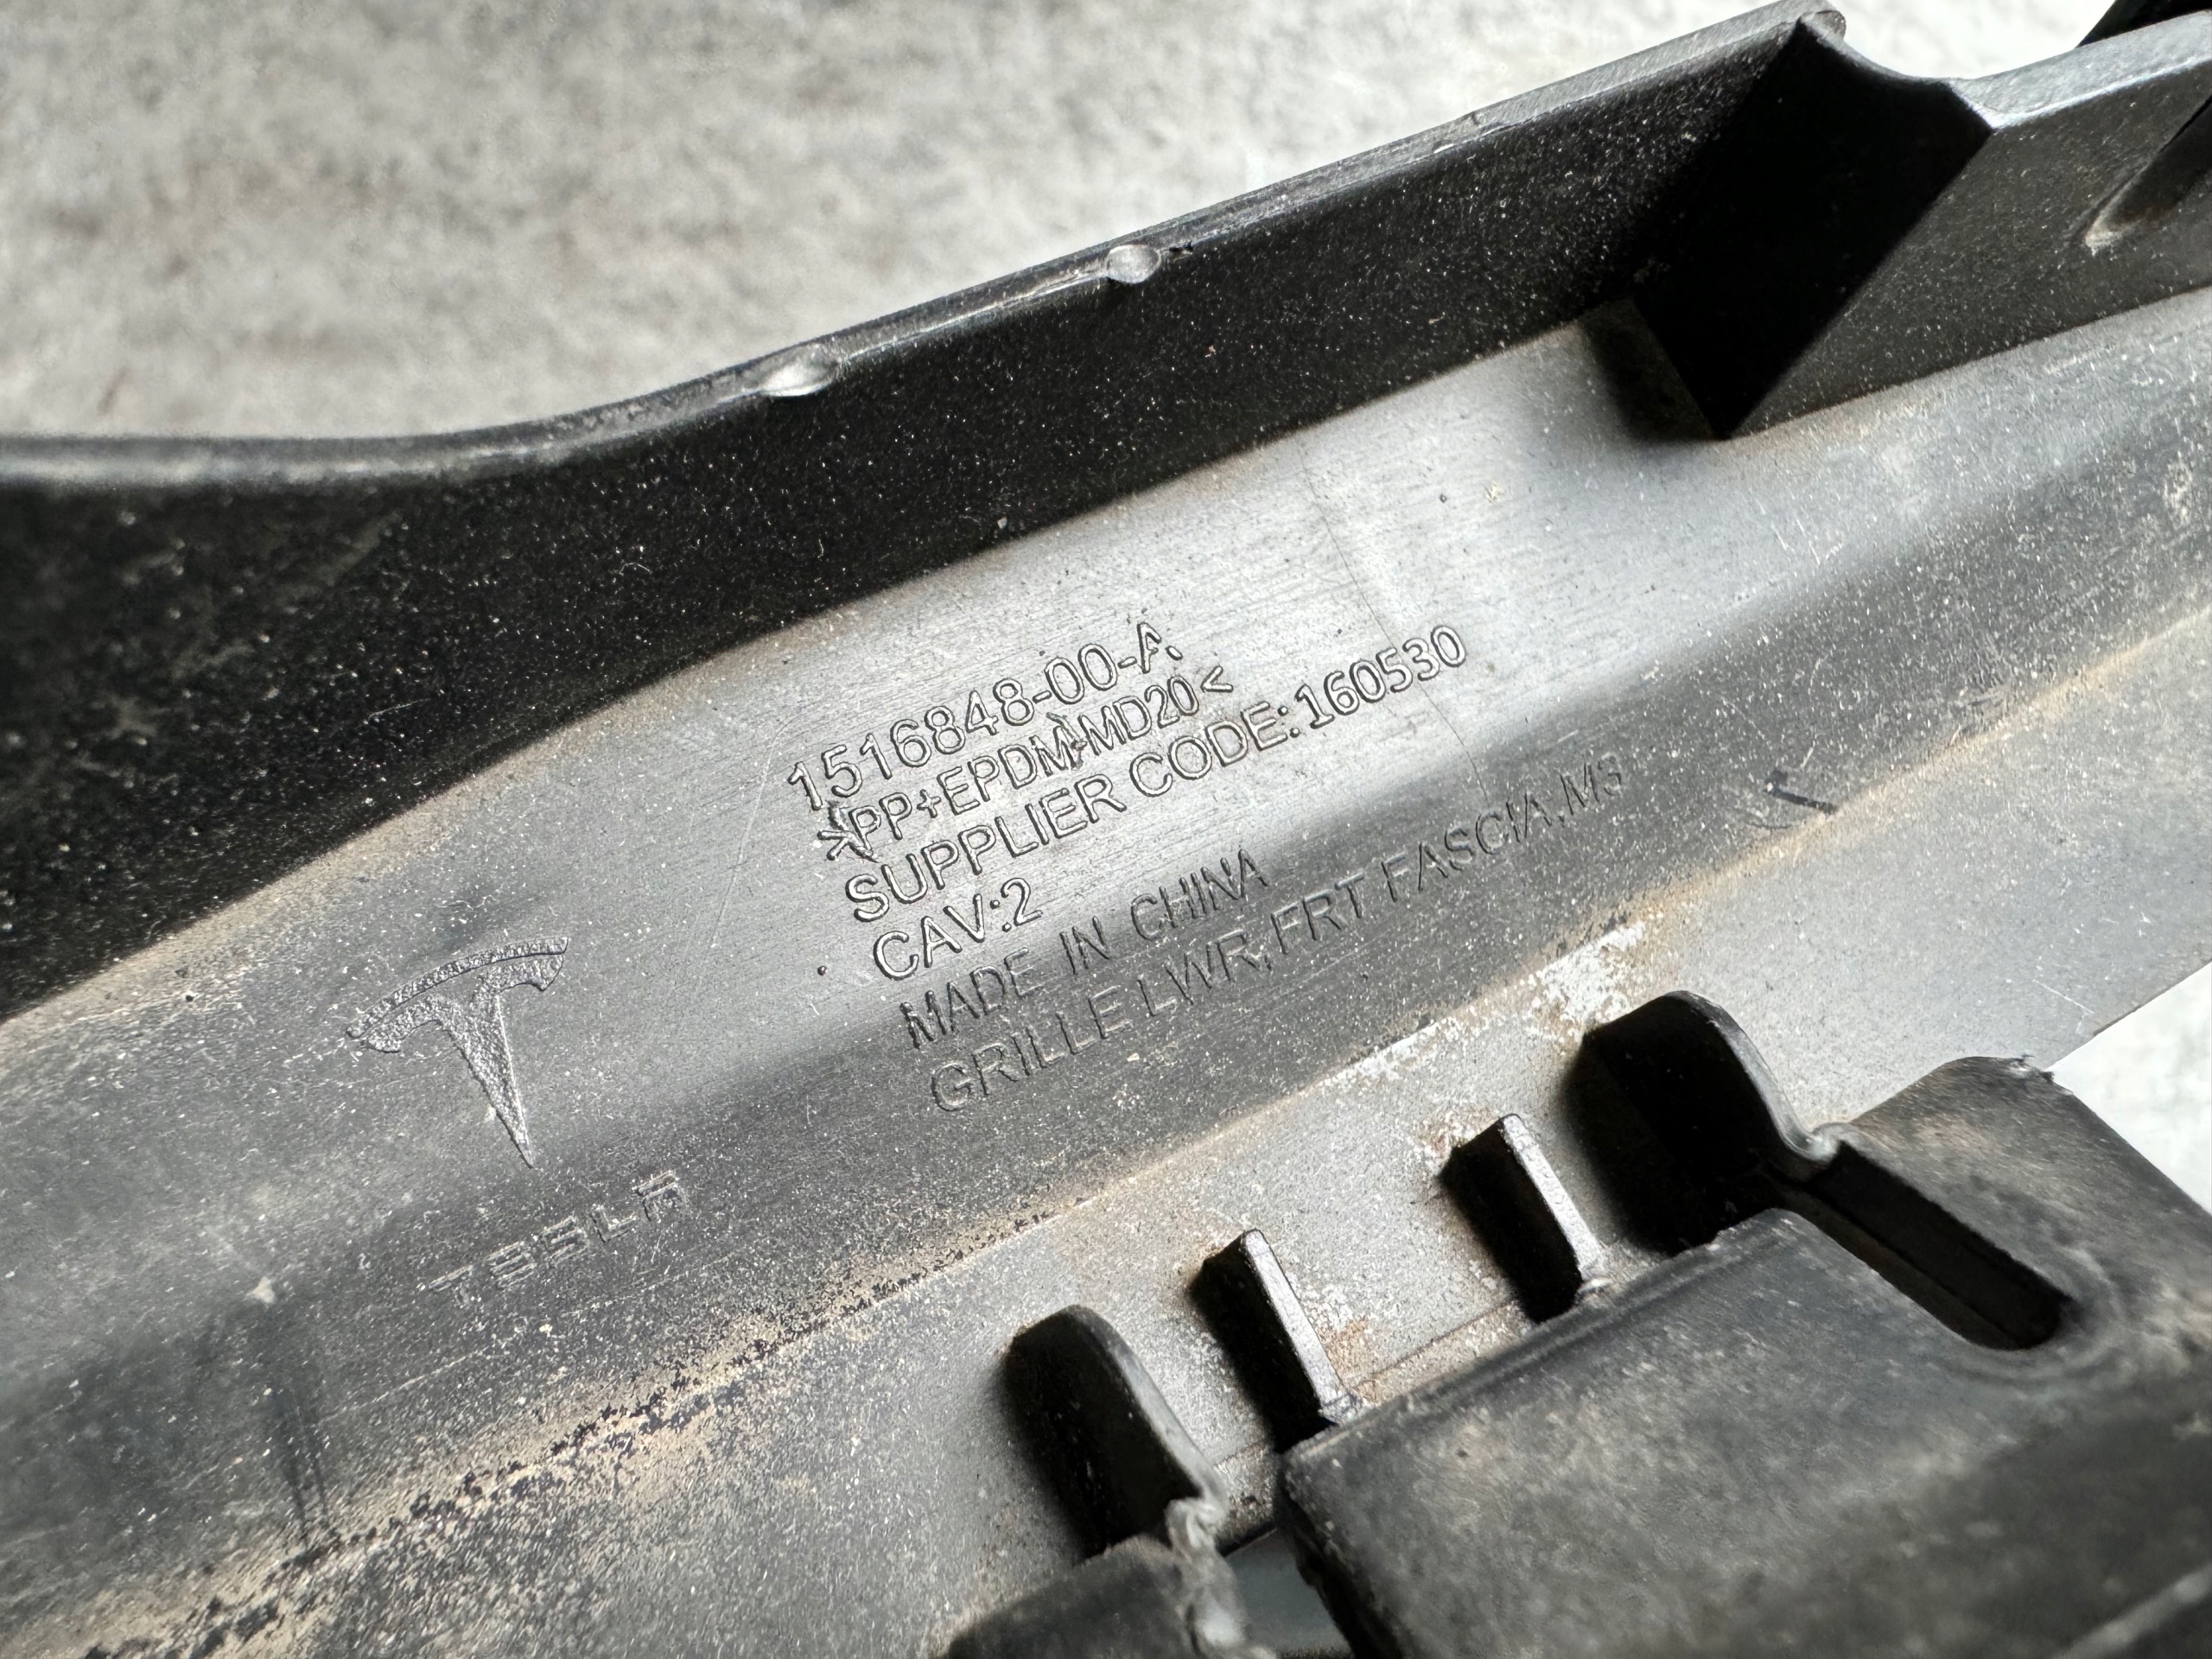 1516848-00-A
>PP+EPDM-MD20<
SUPPLIER CODE:160530
CAV:2
MADE IN CHINA
GRILLE LWR,FRT FASCIA,M3
TESLA